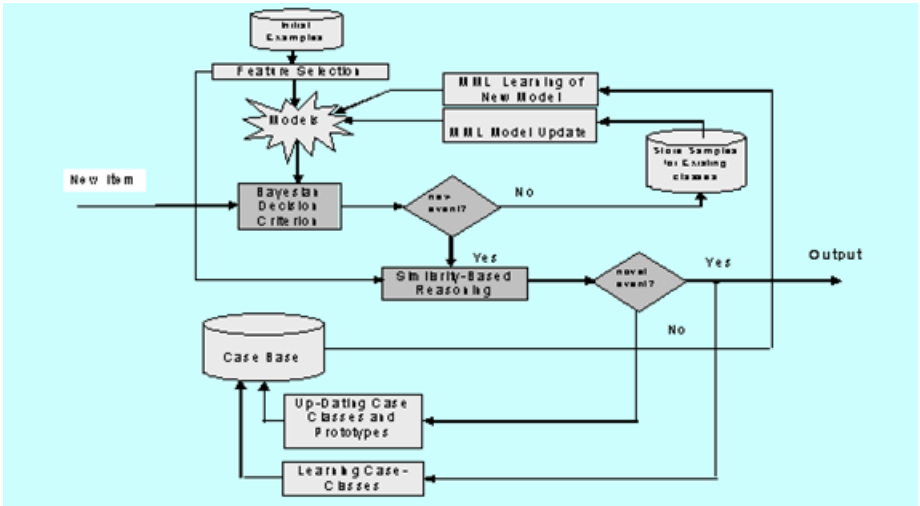 Initial
Examples
Feature Selection
MML Learning of
New Model
Models
MML Model Update
Store Samples
for Existing
classes
New Item
Bayesian
Decision
Criterion
new
event?
No
Yes
Similarity-Based
Reasoning
novel
event?
Yes
Output
No
Case Base
Up-Dating Case
Classes and
Prototypes
Learning Case-
Classes